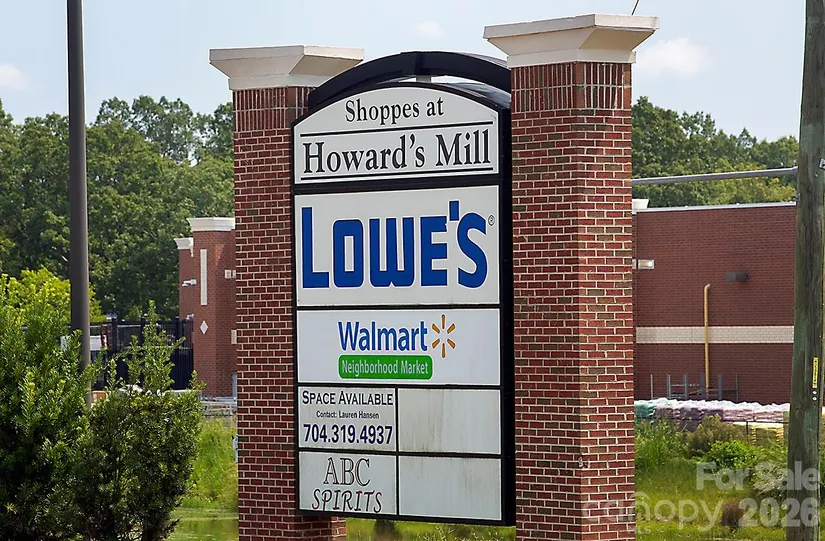 Shoppes at
Howard's Mill
LOWE'S®
Walmart
Neighborhood Market
SPACE AVAILABLE
Contact: Lauren Hansen
704.319.4937
ABC
SPIRITS
For Sale
Canopy 2026